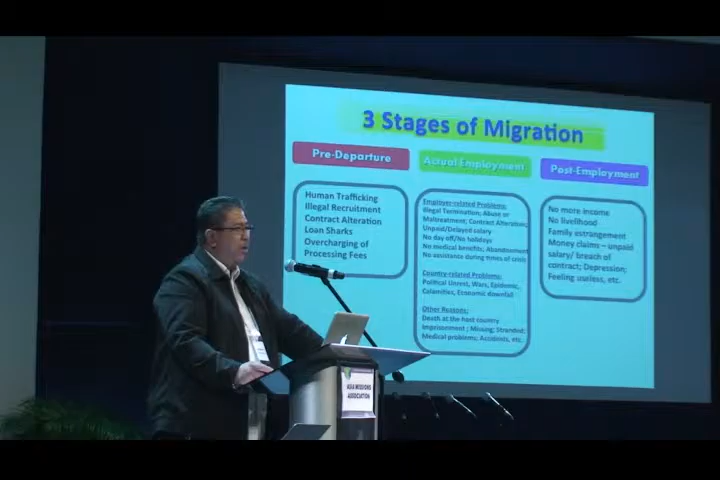 3 Stages of Migration
Pre-Departure
Human Trafficking
Illegal Recruitment
Contract Alteration
Loan Sharks
Overcharging of
Processing Fees
Actual Employment
Employer-related Problems:
Illegal Termination; Abuse or
Maltreatment; Contract Alteration;
Unpaid/Delayed salary
No day off/No holidays
No medical benefits, Abandonment
No assistance during times of crisis
Country-related Problems:
Political Unrest, Wars, Epidemic,
Calamities, Economic downfall
Other Reasons:
Death at the host country
Imprisonment ; Missing; Stranded;
Medical problems; Accidents, etc.
Post-Employment
No more income
No livelihood
Family estrangement
Money claims – unpaid
salary/ breach of
contract; Depression;
Feeling useless, etc.
ASIA MISSIONS
ASSOCIATION